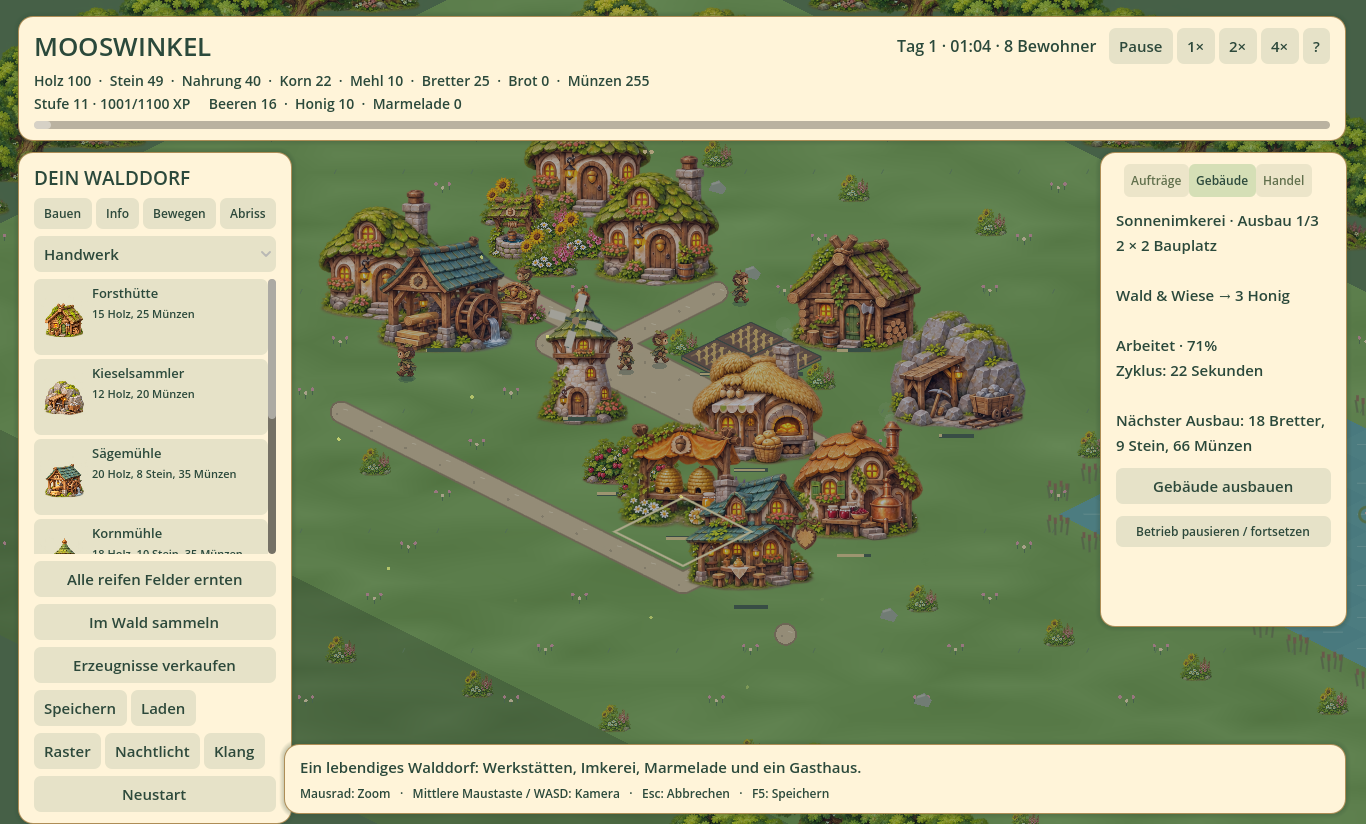 MOOSWINKEL
Tag 1 · 01:04 · 8 Bewohner
Pause
1×
2×
4×
?
Holz 100 · Stein 49 · Nahrung 40 · Korn 22 · Mehl 10 · Bretter 25 · Brot 0 · Münzen 255
Stufe 11 · 1001/1100 XP Beeren 16 · Honig 10 · Marmelade 0
DEIN WALDDORF
Bauen
Info
Bewegen
Abriss
Handwerk
Forsthütte
15 Holz, 25 Münzen
Kieselsammler
12 Holz, 20 Münzen
Sägemühle
20 Holz, 8 Stein, 35 Münzen
Kornmühle
18 Holz, 10 Stein, 35 Münzen
Alle reifen Felder ernten
Im Wald sammeln
Erzeugnisse verkaufen
Speichern
Laden
Raster
Nachtlicht
Klang
Neustart
Aufträge
Gebäude
Handel
Sonnenimkerei · Ausbau 1/3
2 × 2 Bauplatz
Wald & Wiese → 3 Honig
Arbeitet · 71%
Zyklus: 22 Sekunden
Nächster Ausbau: 18 Bretter,
9 Stein, 66 Münzen
Gebäude ausbauen
Betrieb pausieren / fortsetzen
Ein lebendiges Walddorf: Werkstätten, Imkerei, Marmelade und ein Gasthaus.
Mausrad: Zoom · Mittlere Maustaste / WASD: Kamera · Esc: Abbrechen · F5: Speichern